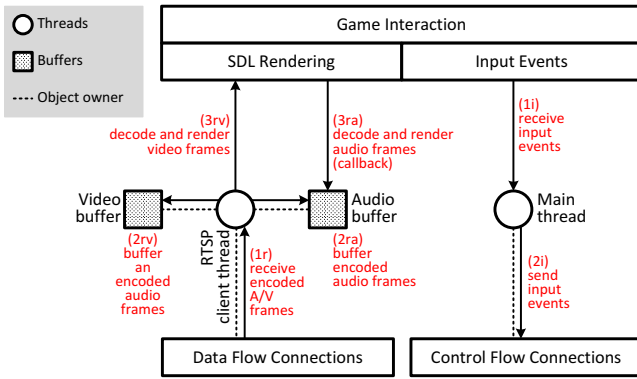 Threads
Buffers
Object owner
Game Interaction
SDL Rendering
Input Events
(3rv)
decode and render
video frames
(3ra)
decode and render
audio frames
(callback)
(1i)
receive
input
events
Video
buffer
Audio
buffer
Main
thread
RTSP
client thread
(2rv)
buffer
an
encoded
audio
frames
(1r)
receive
encoded
A/V
frames
(2ra)
buffer
encoded
audio frames
(2i)
send
input
events
Data Flow Connections
Control Flow Connections